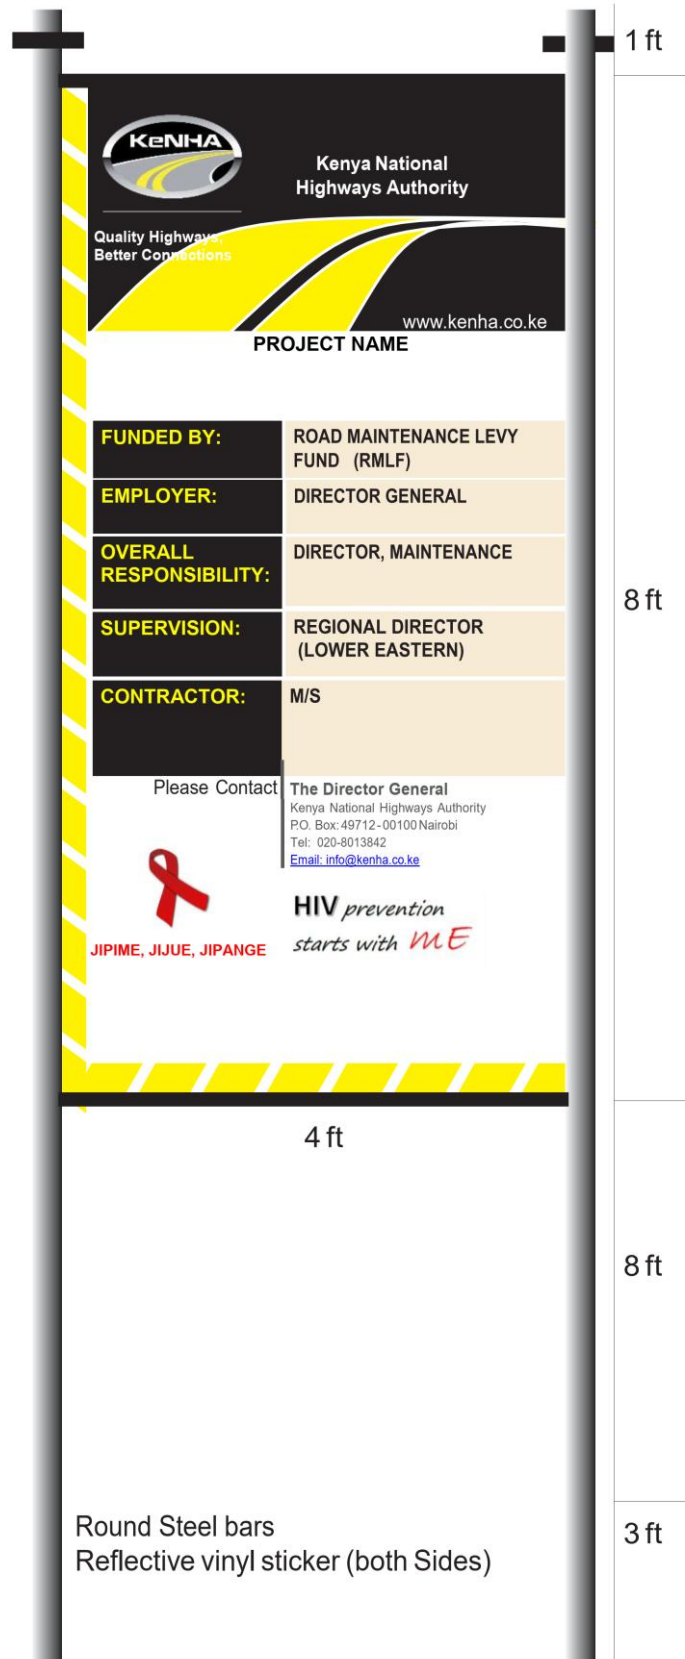 1 ft
KeNHA
Kenya National
Highways Authority
Quality Highways,
Better Connections
www.kenha.co.ke
PROJECT NAME
FUNDED BY:
ROAD MAINTENANCE LEVY
FUND (RMLF)
EMPLOYER:
DIRECTOR GENERAL
OVERALL
RESPONSIBILITY:
DIRECTOR, MAINTENANCE
8 ft
SUPERVISION:
REGIONAL DIRECTOR
(LOWER EASTERN)
CONTRACTOR:
M/S
Please Contact
The Director General
Kenya National Highways Authority
P.O. Box: 49712-00100 Nairobi
Tel: 020-8013842
Email: info@kenha.co.ke
JIPIME, JIJUE, JIPANGE
HIV prevention
starts with ME
4 ft
8 ft
Round Steel bars
Reflective vinyl sticker (both Sides)
3 ft